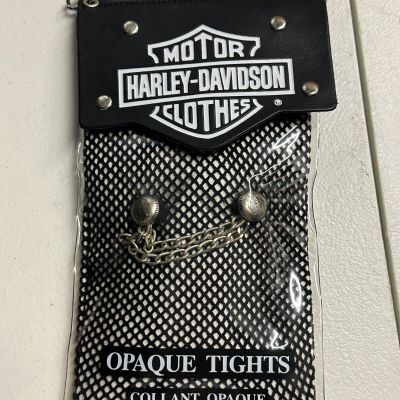 MOTOR
HARLEY-DAVIDSON
CLOTHES ®
OPAQUE TIGHTS
COLLANT OPAQUE